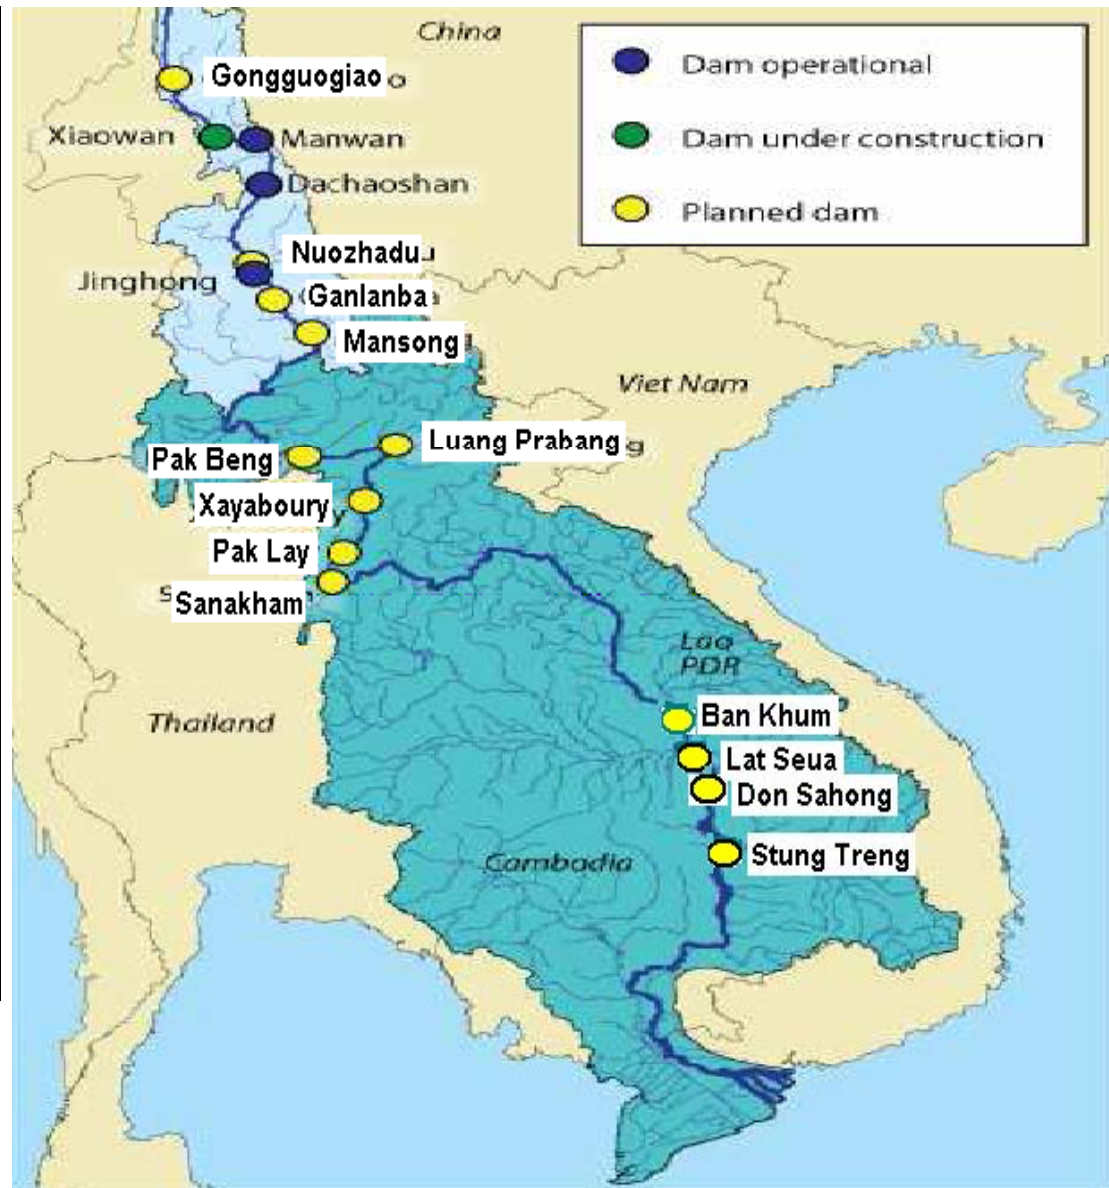 China
Dam operational
Dam under construction
Planned dam
Gongguogiao
Xiaowan
Manwan
Dachaoshan
Nuozhadu
Jinghong
Ganlanba
Mansong
Viet Nam
Luang Prabang
Pak Beng
Xayaboury
Pak Lay
Sanakham
Lao
PDR
Thailand
Ban Khum
Lat Seua
Don Sahong
Stung Treng
Cambodia